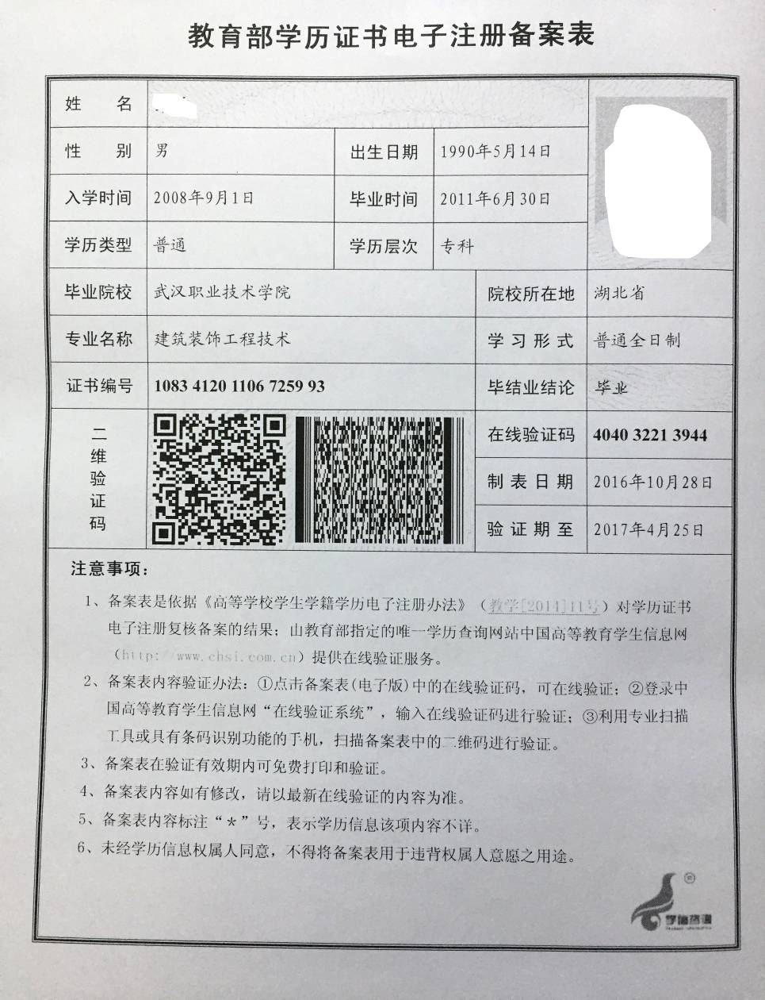 教育部学历证书电子注册备案表
姓 名
性 别 男 出生日期 1990年5月14日
入学时间 2008年9月1日 毕业时间 2011年6月30日
学历类型 普通 学历层次 专科
毕业院校 武汉职业技术学院 院校所在地 湖北省
专业名称 建筑装饰工程技术 学习形式 普通全日制
证书编号 1083 4120 1106 7259 93 毕结业结论 毕业
二维验证码 在线验证码 4040 3221 3944
制表日期 2016年10月28日
验证期至 2017年4月25日
注意事项：
1、备案表是依据《高等学校学生学籍学历电子注册办法》（教学[2014]11号）对学历证书
电子注册复核备案的结果；由教育部指定的唯一学历查询网站中国高等教育学生信息网
（http://www.chsi.com.cn）提供在线验证服务。
2、备案表内容验证办法：①点击备案表(电子版)中的在线验证码，可在线验证；②登录中
国高等教育学生信息网“在线验证系统”，输入在线验证码进行验证；③利用专业扫描
工具或具有条码识别功能的手机，扫描备案表中的二维码进行验证。
3、备案表在验证有效期内可免费打印和验证。
4、备案表内容如有修改，请以最新在线验证的内容为准。
5、备案表内容标注“＊”号，表示学历信息该项内容不详。
6、未经学历信息权属人同意，不得将备案表用于违背权属人意愿之用途。
学信咨询